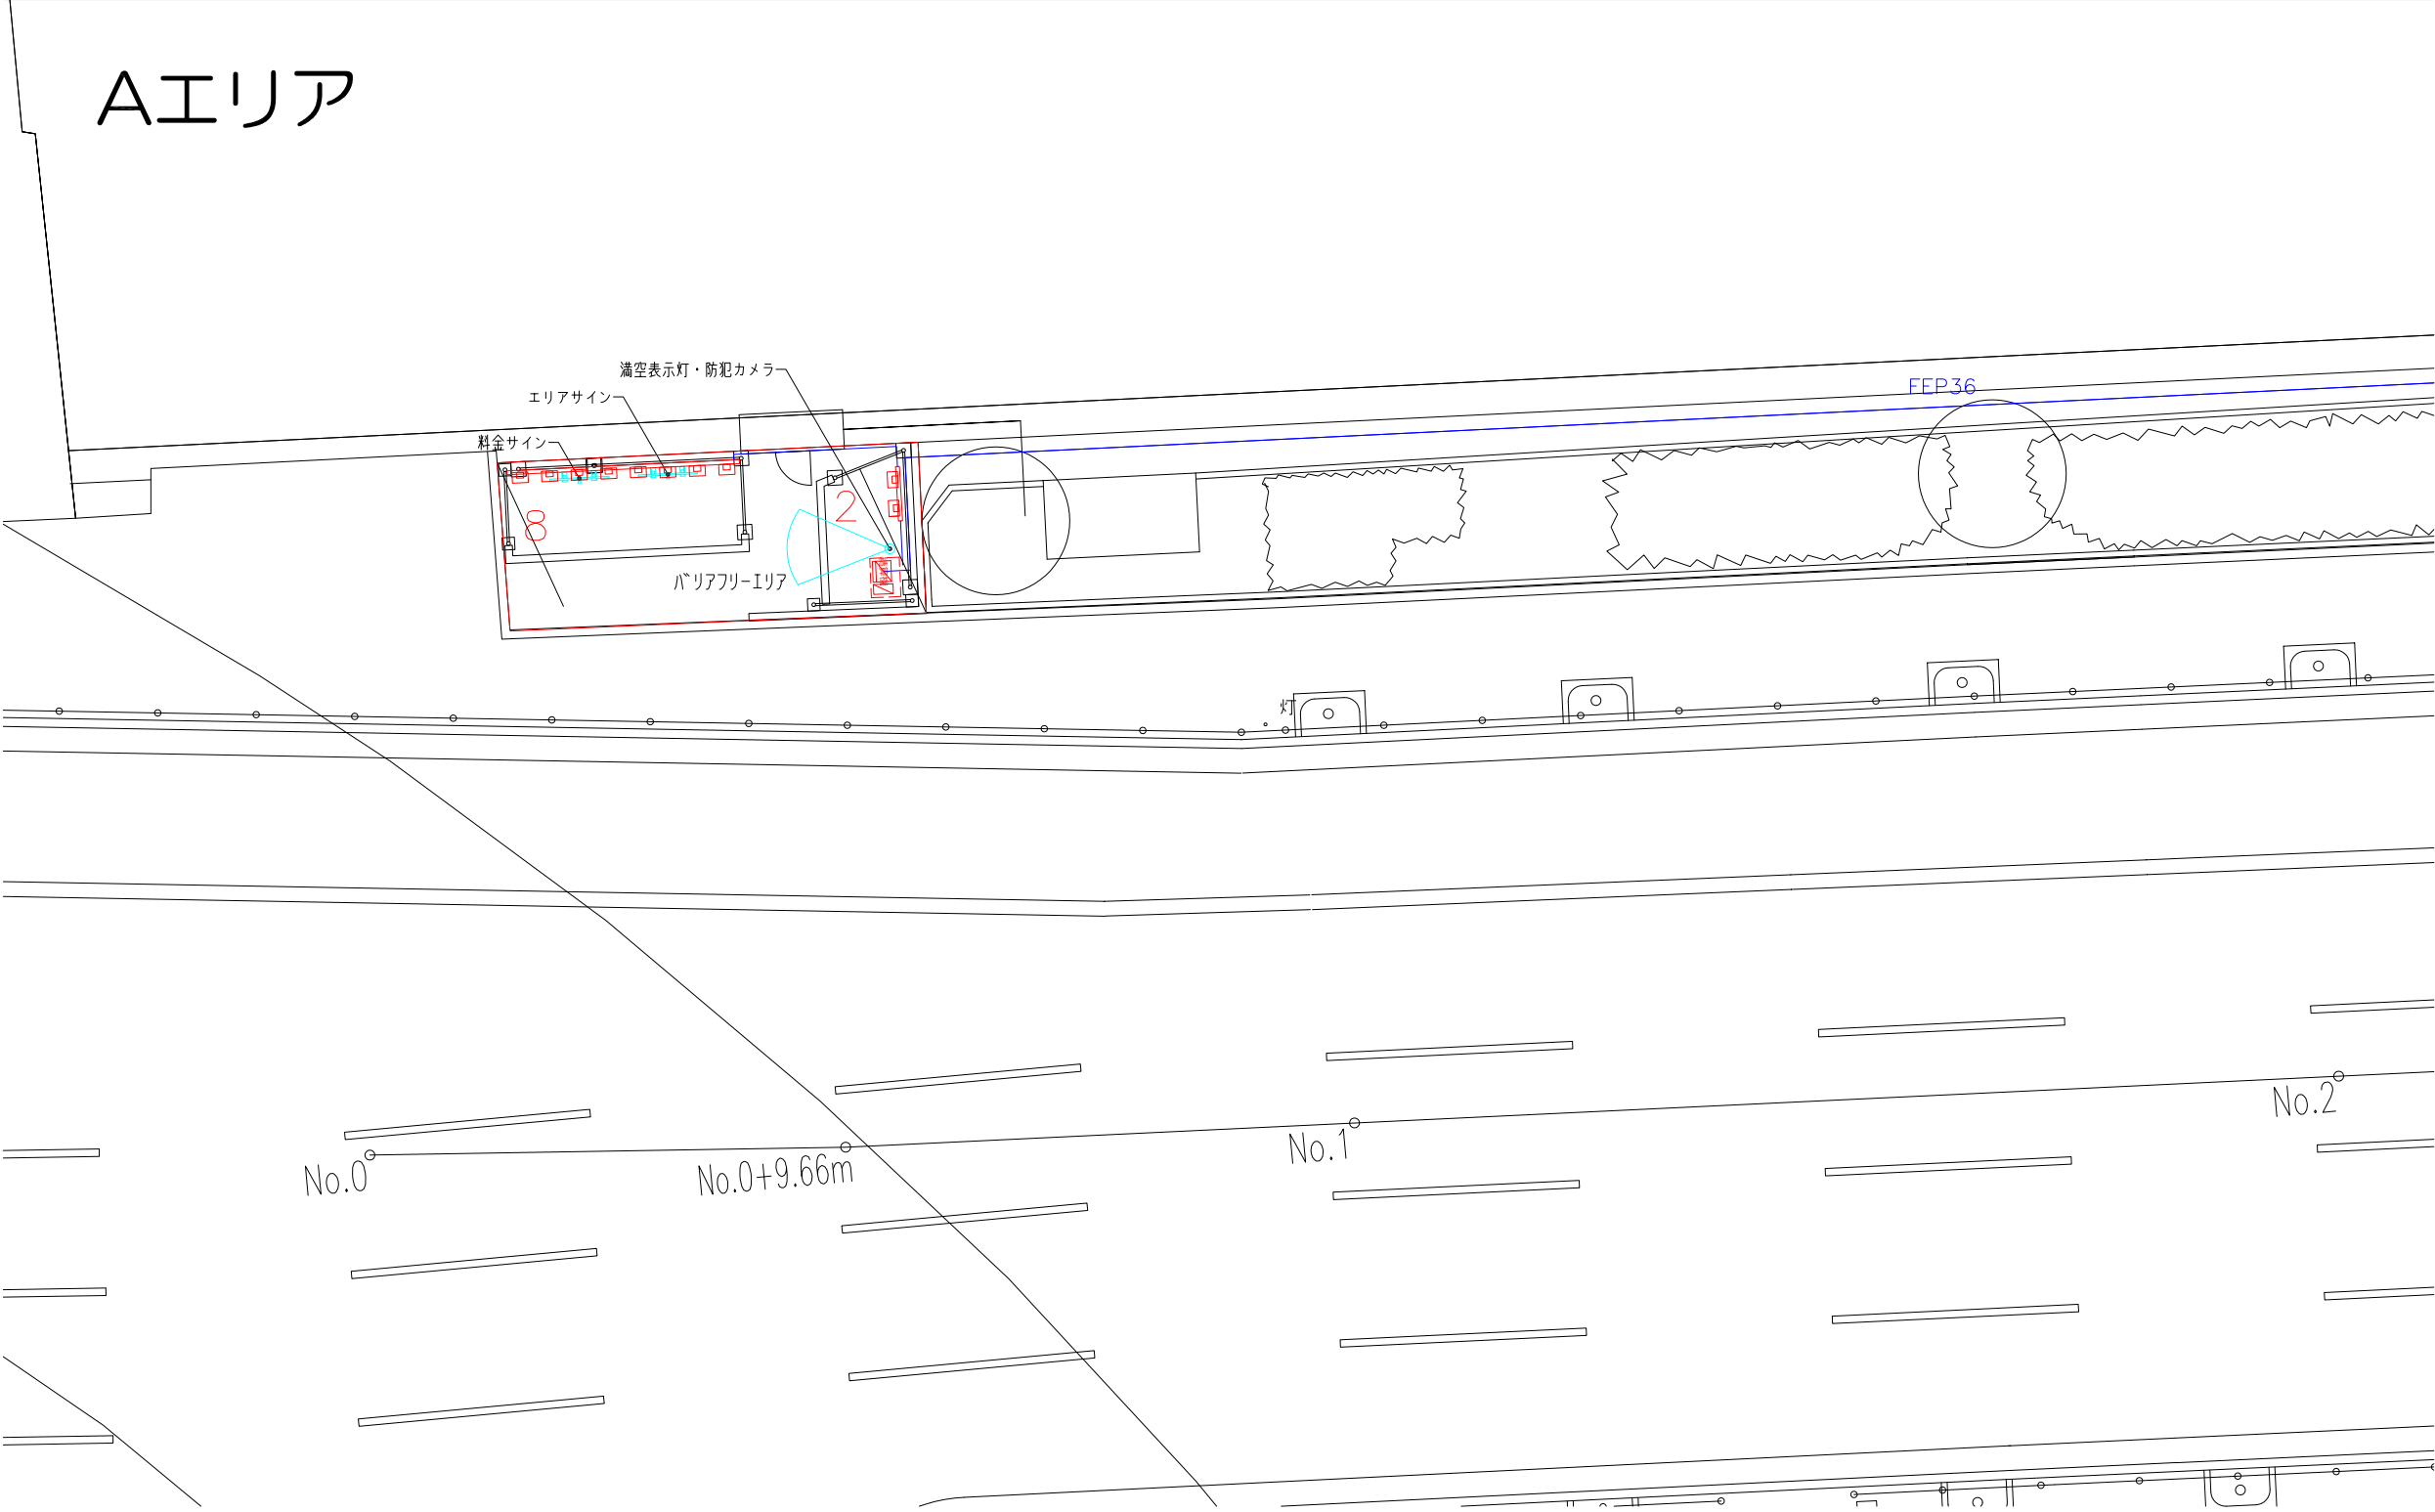 Aエリア
満空表示灯・防犯カメラ
FEP36
エリアサイン
料金サイン
8
2
バリアフリーエリア
灯
No.0
No.0+9.66m
No.1
No.2